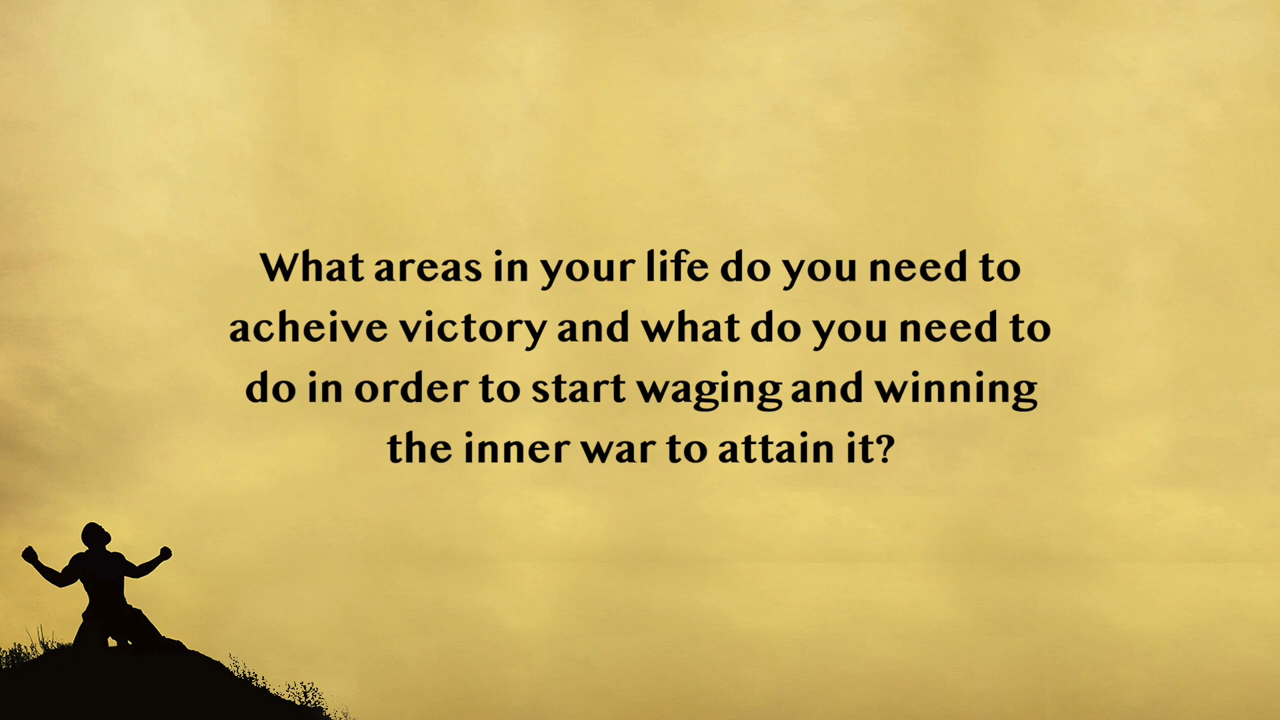 What areas in your life do you need to
acheive victory and what do you need to
do in order to start waging and winning
the inner war to attain it?